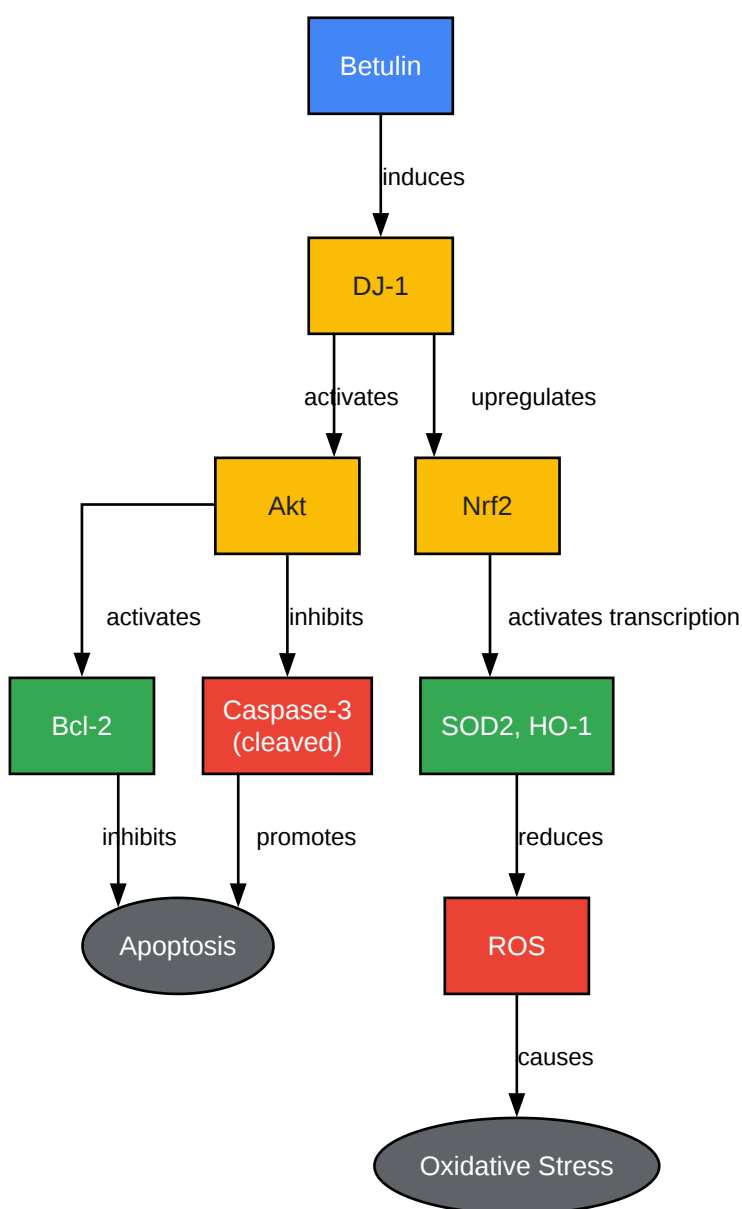 Betulin
induces
DJ-1
activates
upregulates
Akt
Nrf2
activates
inhibits
activates transcription
Bcl-2
Caspase-3
(cleaved)
SOD2, HO-1
inhibits
promotes
reduces
Apoptosis
ROS
causes
Oxidative Stress